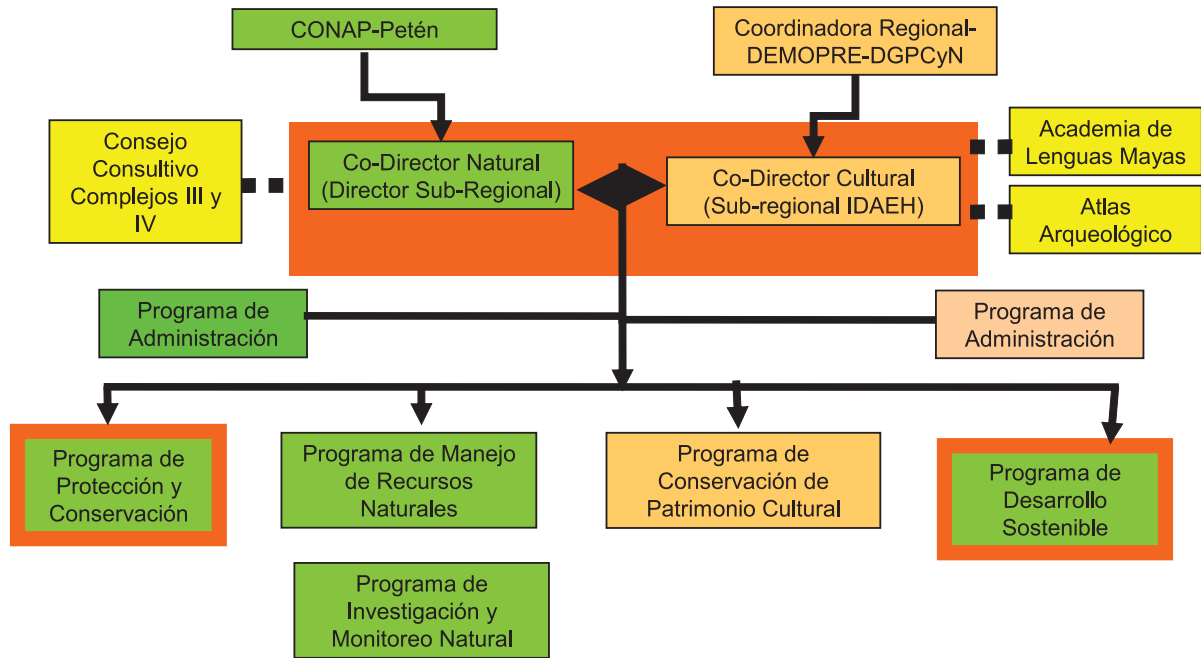 CONAP-Petén
Coordinadora Regional-
DEMOPRE-DGPCyN
Consejo
Consultivo
Complejos III y
IV
Co-Director Natural
(Director Sub-Regional)
Co-Director Cultural
(Sub-regional IDAEH)
Academia de
Lenguas Mayas
Atlas
Arqueológico
Programa de
Administración
Programa de
Administración
Programa de
Protección y
Conservación
Programa de Manejo
de Recursos
Naturales
Programa de
Conservación de
Patrimonio Cultural
Programa de
Desarrollo
Sostenible
Programa de
Investigación y
Monitoreo Natural